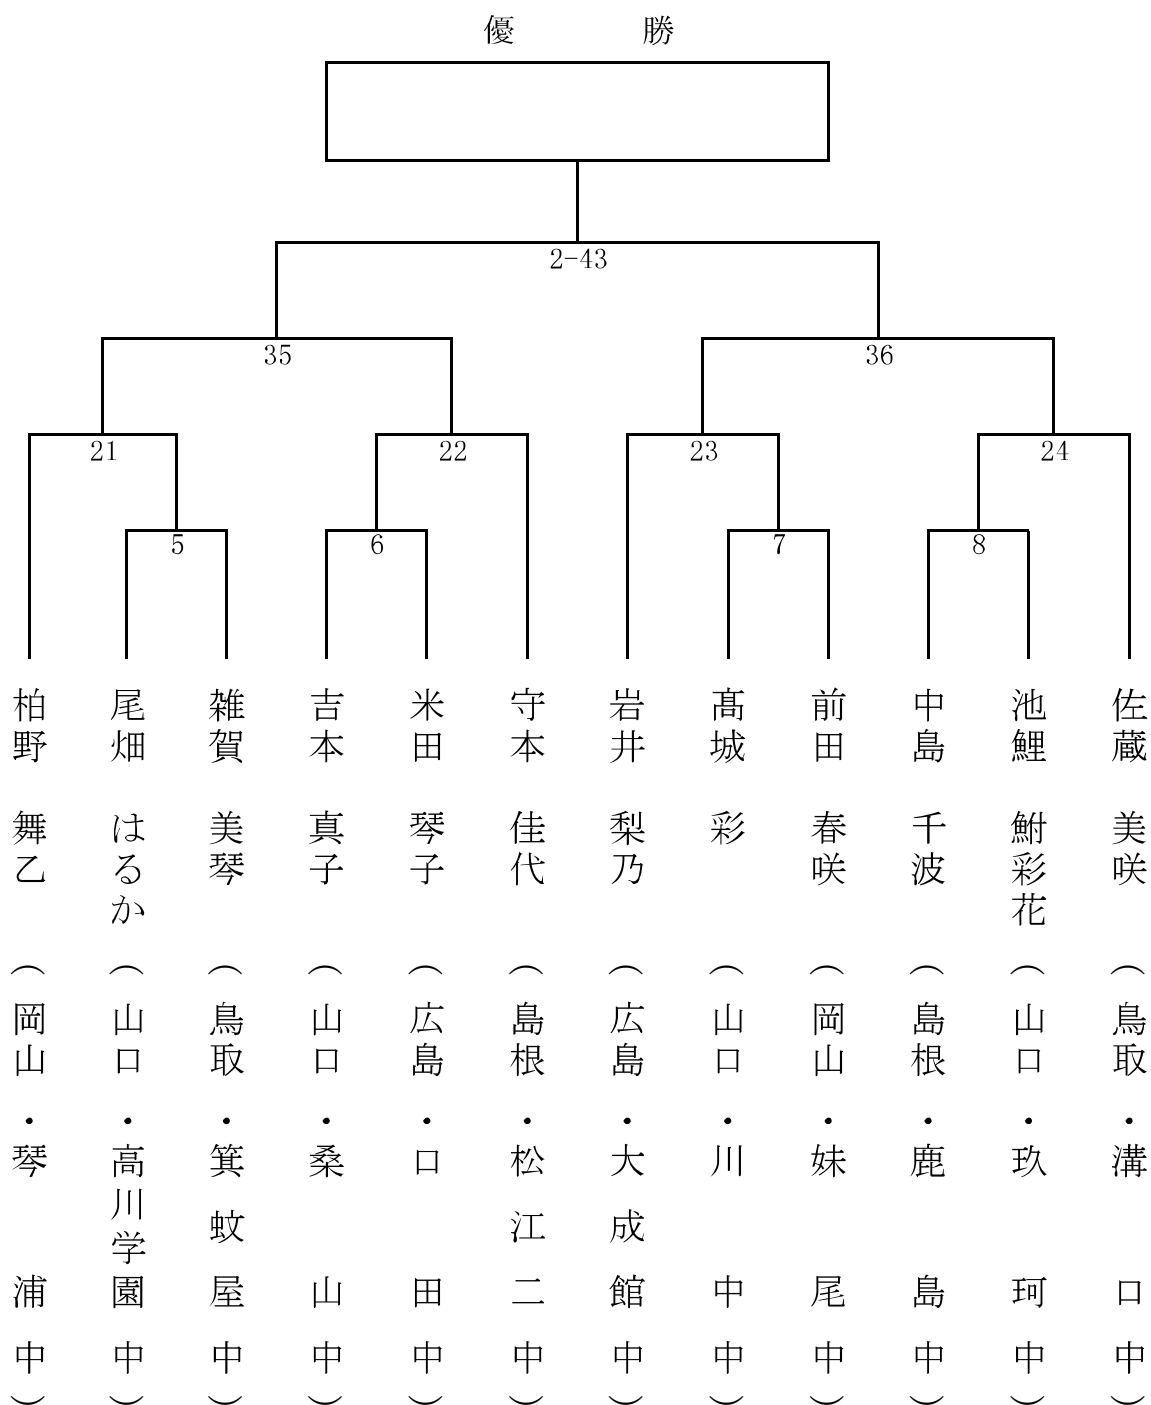 優　勝
2-43
35
36
21
22
23
24
5
6
7
8
柏野 舞乙（岡山・琴浦中）
尾畑 はるか（山口・高川学園中）
雑賀 美琴（鳥取・箕蚊屋中）
吉本 真子（山口・桑山中）
米田 琴子（広島・口田中）
守本 佳代（島根・松江二中）
岩井 梨乃（広島・大成館中）
髙城 彩（山口・川中中）
前田 春咲（岡山・妹尾中）
中島 千波（島根・鹿島中）
池鯉鮒 彩花（山口・玖珂中）
佐蔵 美咲（鳥取・溝口中）